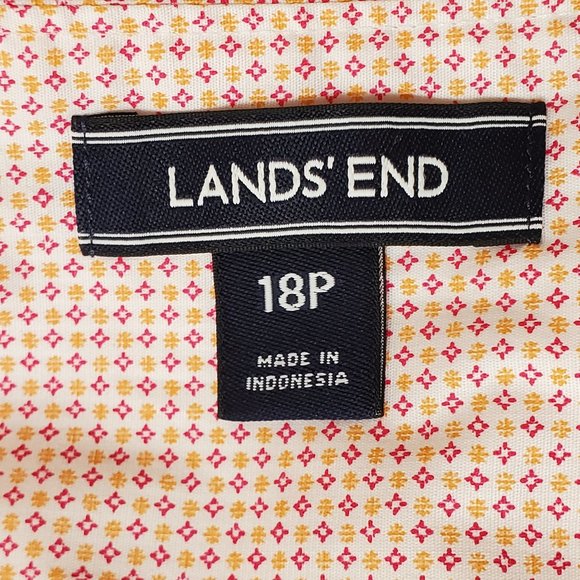 LANDS' END
18P
MADE IN
INDONESIA